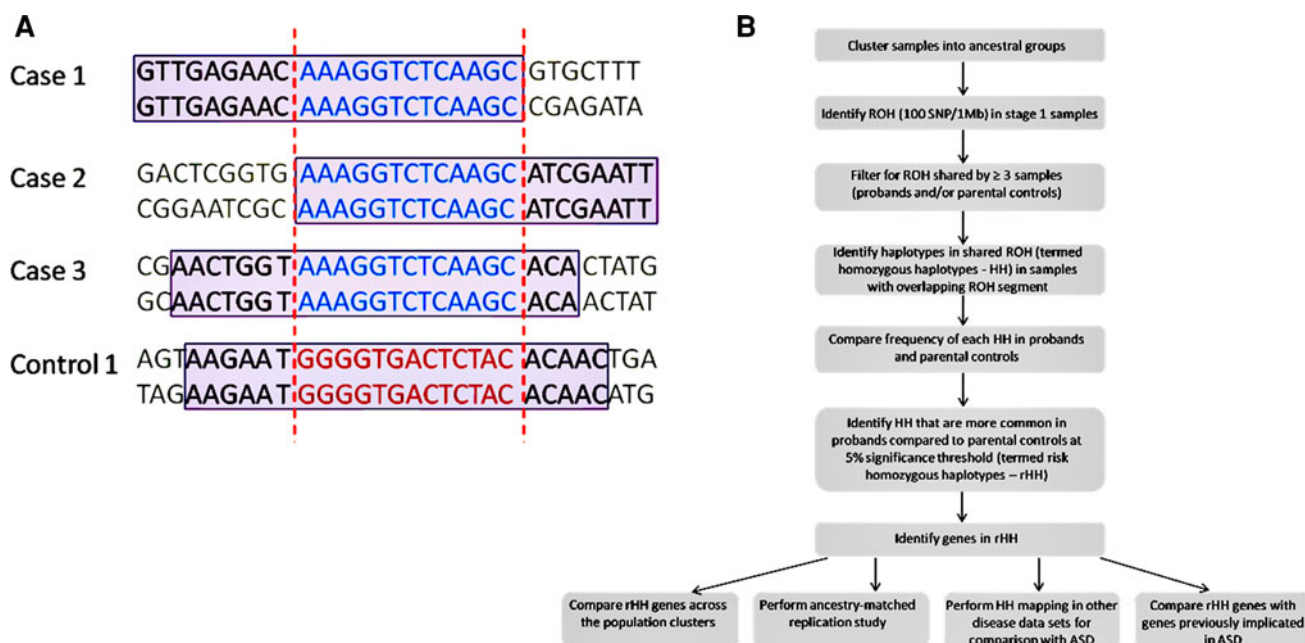 A
Case 1
GTTGAGAAC AAAGGTCTCAAGC GTGCTTT
GTTGAGAAC AAAGGTCTCAAGC CGAGATA
Case 2
GACTCGGTG AAAGGTCTCAAGC ATCGAATT
CGGAATCGC AAAGGTCTCAAGC ATCGAATT
Case 3
CGAACTGGT AAAGGTCTCAAGC ACACTATG
GCAACTGGT AAAGGTCTCAAGC ACAACTAT
Control 1
AGTAAGAAT GGGGTGACTCTAC ACAACTGA
TAGAAGAAT GGGGTGACTCTAC ACAACATG
B
Cluster samples into ancestral groups
Identify ROH (100 SNP/1Mb) in stage 1 samples
Filter for ROH shared by ≥ 3 samples
(probands and/or parental controls)
Identify haplotypes in shared ROH (termed
homozygous haplotypes - HH) in samples
with overlapping ROH segment
Compare frequency of each HH in probands
and parental controls
Identify HH that are more common in
probands compared to parental controls at
5% significance threshold (termed risk
homozygous haplotypes – rHH)
Identify genes in rHH
Compare rHH genes across
the population clusters
Perform ancestry-matched
replication study
Perform HH mapping in other
disease data sets for
comparison with ASD
Compare rHH genes with
genes previously implicated
in ASD